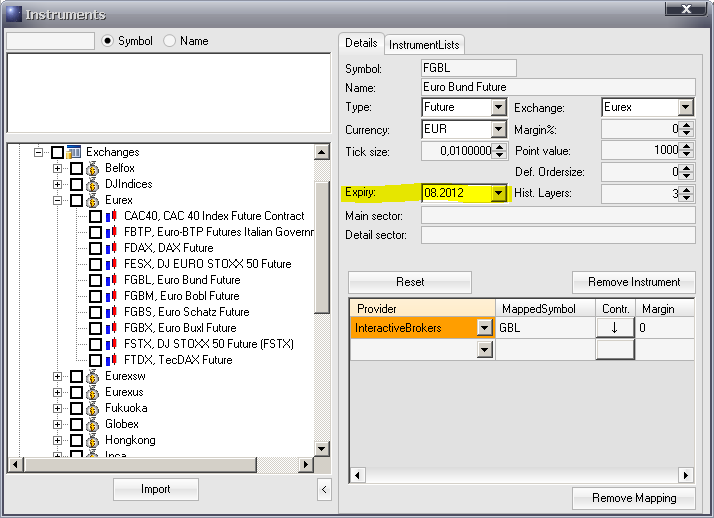 Instruments
Symbol
Name
Exchanges
Belfox
DJIndices
Eurex
CAC40, CAC 40 Index Future Contract
FBTP, Euro-BTP Futures Italian Governm
FDAX, DAX Future
FESX, DJ EURO STOXX 50 Future
FGBL, Euro Bund Future
FGBM, Euro Bobl Future
FGBS, Euro Schatz Future
FGBX, Euro Buxl Future
FSTX, DJ STOXX 50 Future (FSTX)
FTDX, TecDAX Future
Eurexsw
Eurexus
Fukuoka
Globex
Hongkong
Inca
Import
<
Details
InstrumentLists
Symbol: FGBL
Name: Euro Bund Future
Type: Future Exchange: Eurex
Currency: EUR Margin%: 0
Tick size: 0,0100000 Point value: 1000
Def. Ordersize: 0
Expiry: 08.2012 Hist. Layers: 3
Main sector:
Detail sector:
Reset Remove Instrument
Provider MappedSymbol Contr. Margin
InteractiveBrokers GBL ↓ 0
Remove Mapping